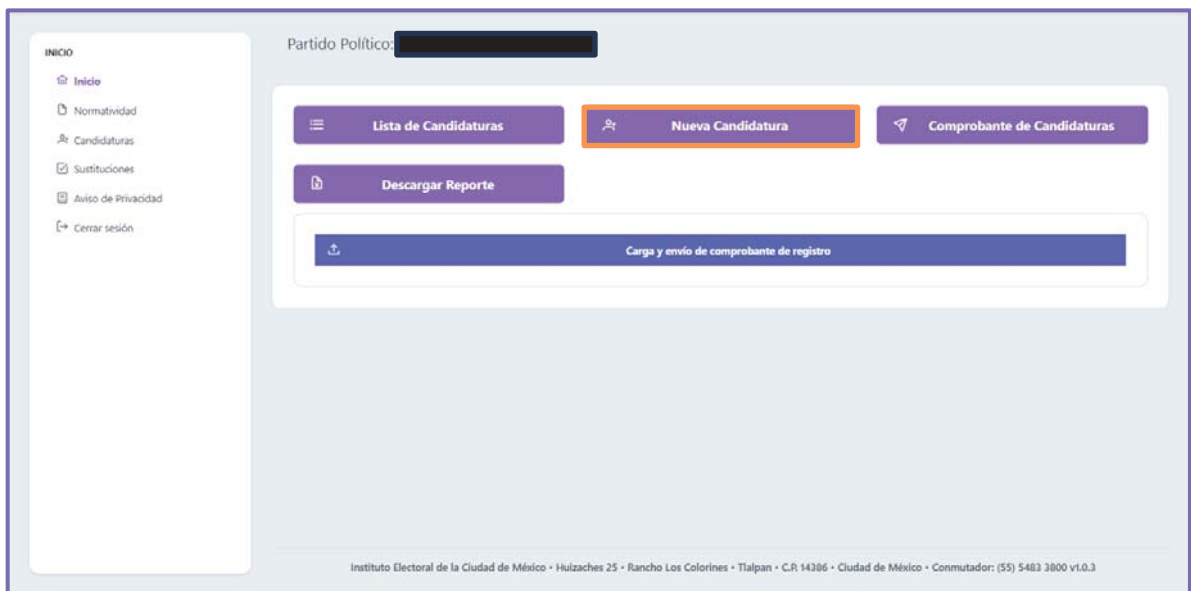 INICIO
Inicio
Normatividad
Candidaturas
Sustituciones
Aviso de Privacidad
Cerrar sesión
Partido Político:
Lista de Candidaturas
Nueva Candidatura
Comprobante de Candidaturas
Descargar Reporte
Carga y envío de comprobante de registro
Instituto Electoral de la Ciudad de México • Huizaches 25 • Rancho Los Colorines • Tlalpan • C.P. 14386 • Ciudad de México • Conmutador: (55) 5483 3800 v1.0.3